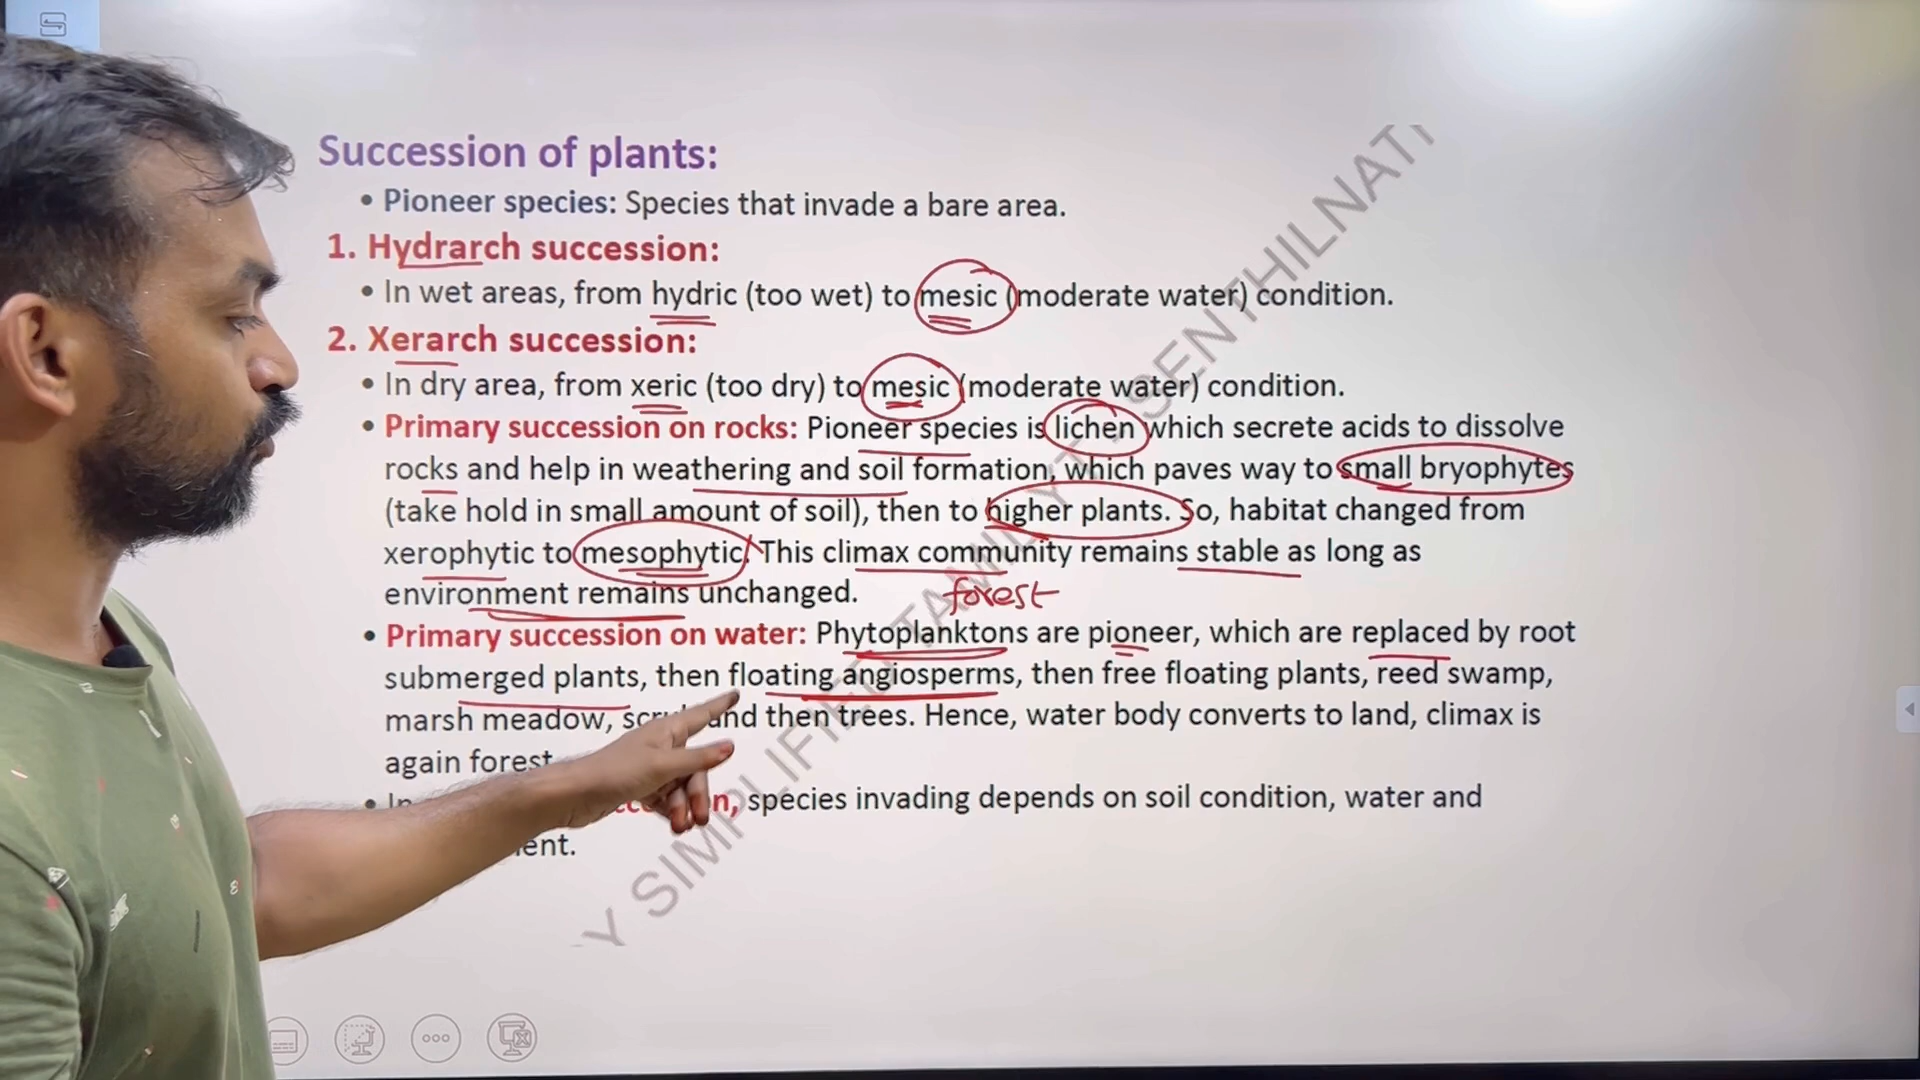 Succession of plants:
• Pioneer species: Species that invade a bare area.
1. Hydrarch succession:
• In wet areas, from hydric (too wet) to mesic (moderate water) condition.
2. Xerarch succession:
• In dry area, from xeric (too dry) to mesic (moderate water) condition.
• Primary succession on rocks: Pioneer species is lichen which secrete acids to dissolve
rocks and help in weathering and soil formation, which paves way to small bryophytes
(take hold in small amount of soil), then to higher plants. So, habitat changed from
xerophytic to mesophytic. This climax community remains stable as long as
environment remains unchanged.
forest
• Primary succession on water: Phytoplanktons are pioneer, which are replaced by root
submerged plants, then floating angiosperms, then free floating plants, reed swamp,
marsh meadow, and then trees. Hence, water body converts to land, climax is
again forest
• species invading depends on soil condition, water and
Y SIMPLIFIED TAMIL YT) SENTHILNAT